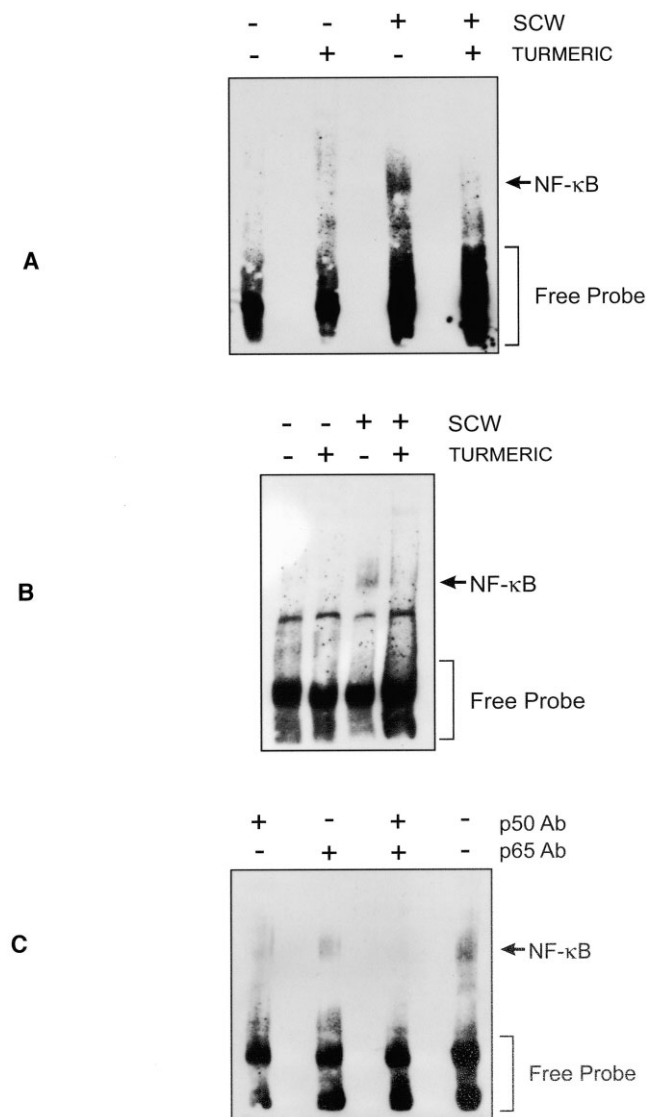 - - + + SCW
- + - + TURMERIC
NF-κB
A
Free Probe
- - + + SCW
- + - + TURMERIC
NF-κB
B
Free Probe
+ - + - p50 Ab
- + + - p65 Ab
C
NF-κB
Free Probe